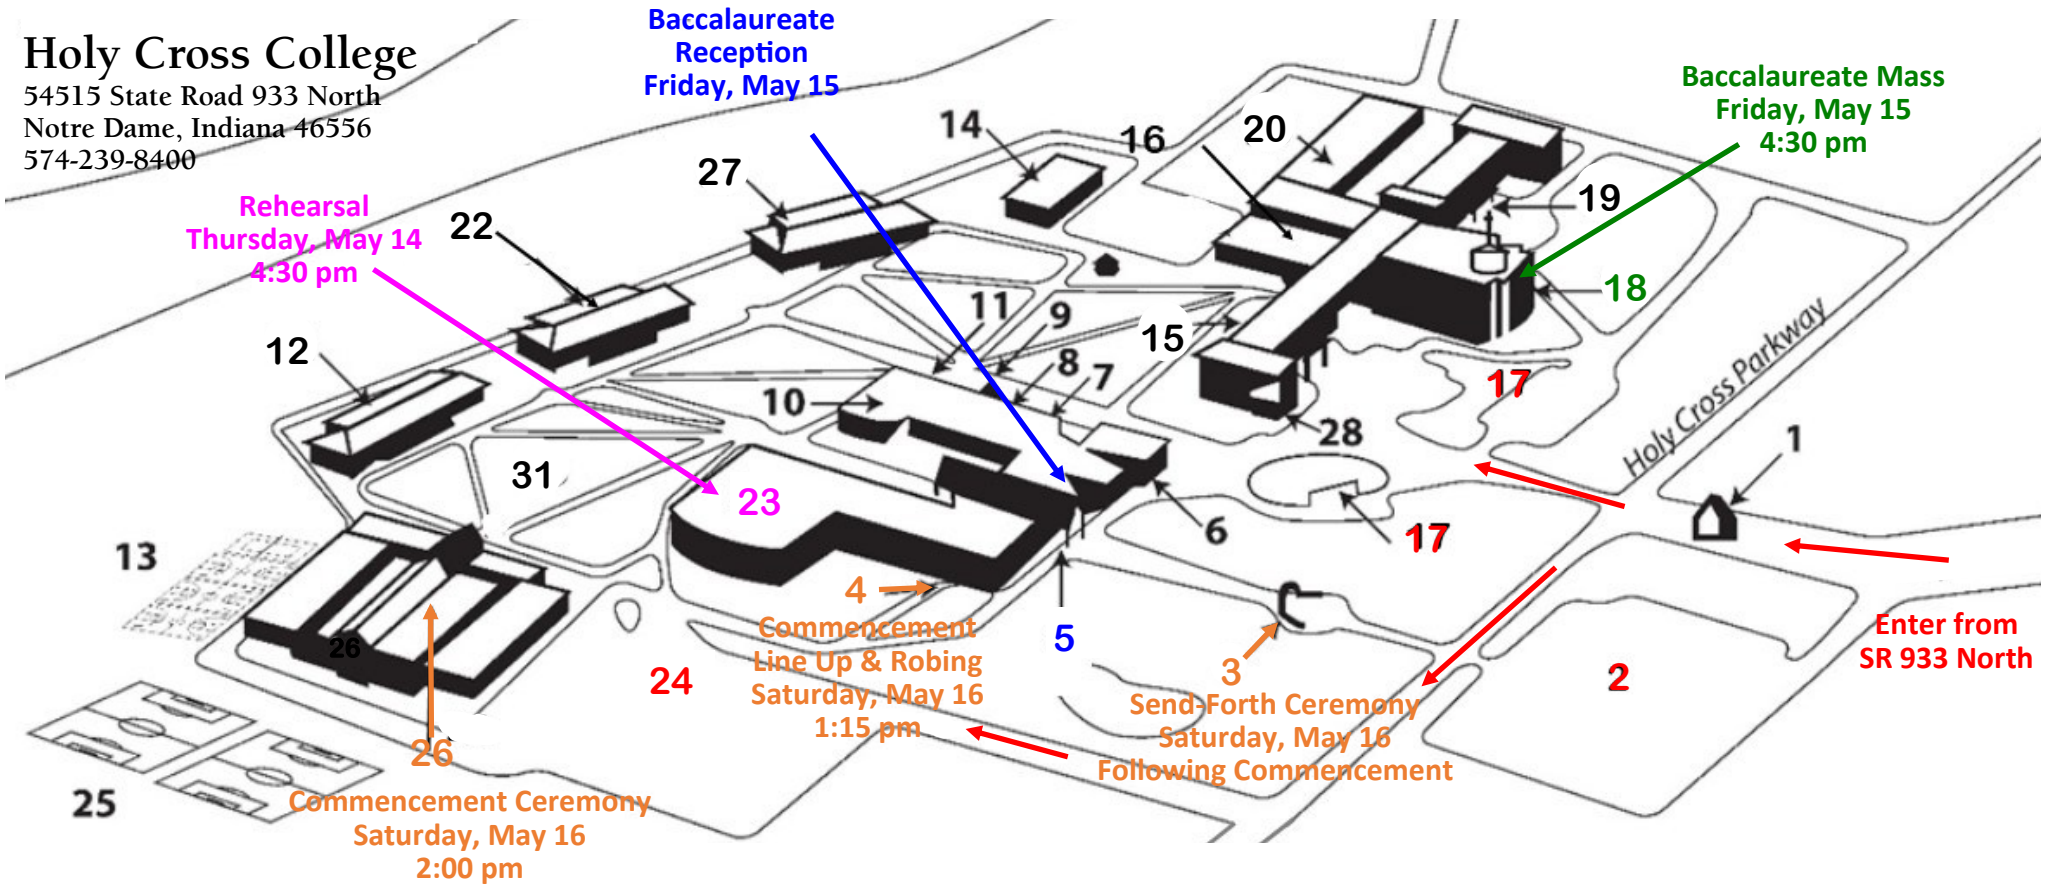 Holy Cross College
54515 State Road 933 North
Notre Dame, Indiana 46556
574-239-8400
Baccalaureate
Reception
Friday, May 15
Baccalaureate Mass
Friday, May 15
4:30 pm
Rehearsal
Thursday, May 14
4:30 pm
14
16
20
27
22
19
18
11
9
15
12
8
7
10
17
28
Holy Cross Parkway
1
31
23
6
17
13
4
Commencement
Line Up & Robing
Saturday, May 16
1:15 pm
5
3
Send-Forth Ceremony
Saturday, May 16
Following Commencement
Enter from
SR 933 North
2
24
26
26
Commencement Ceremony
Saturday, May 16
2:00 pm
25